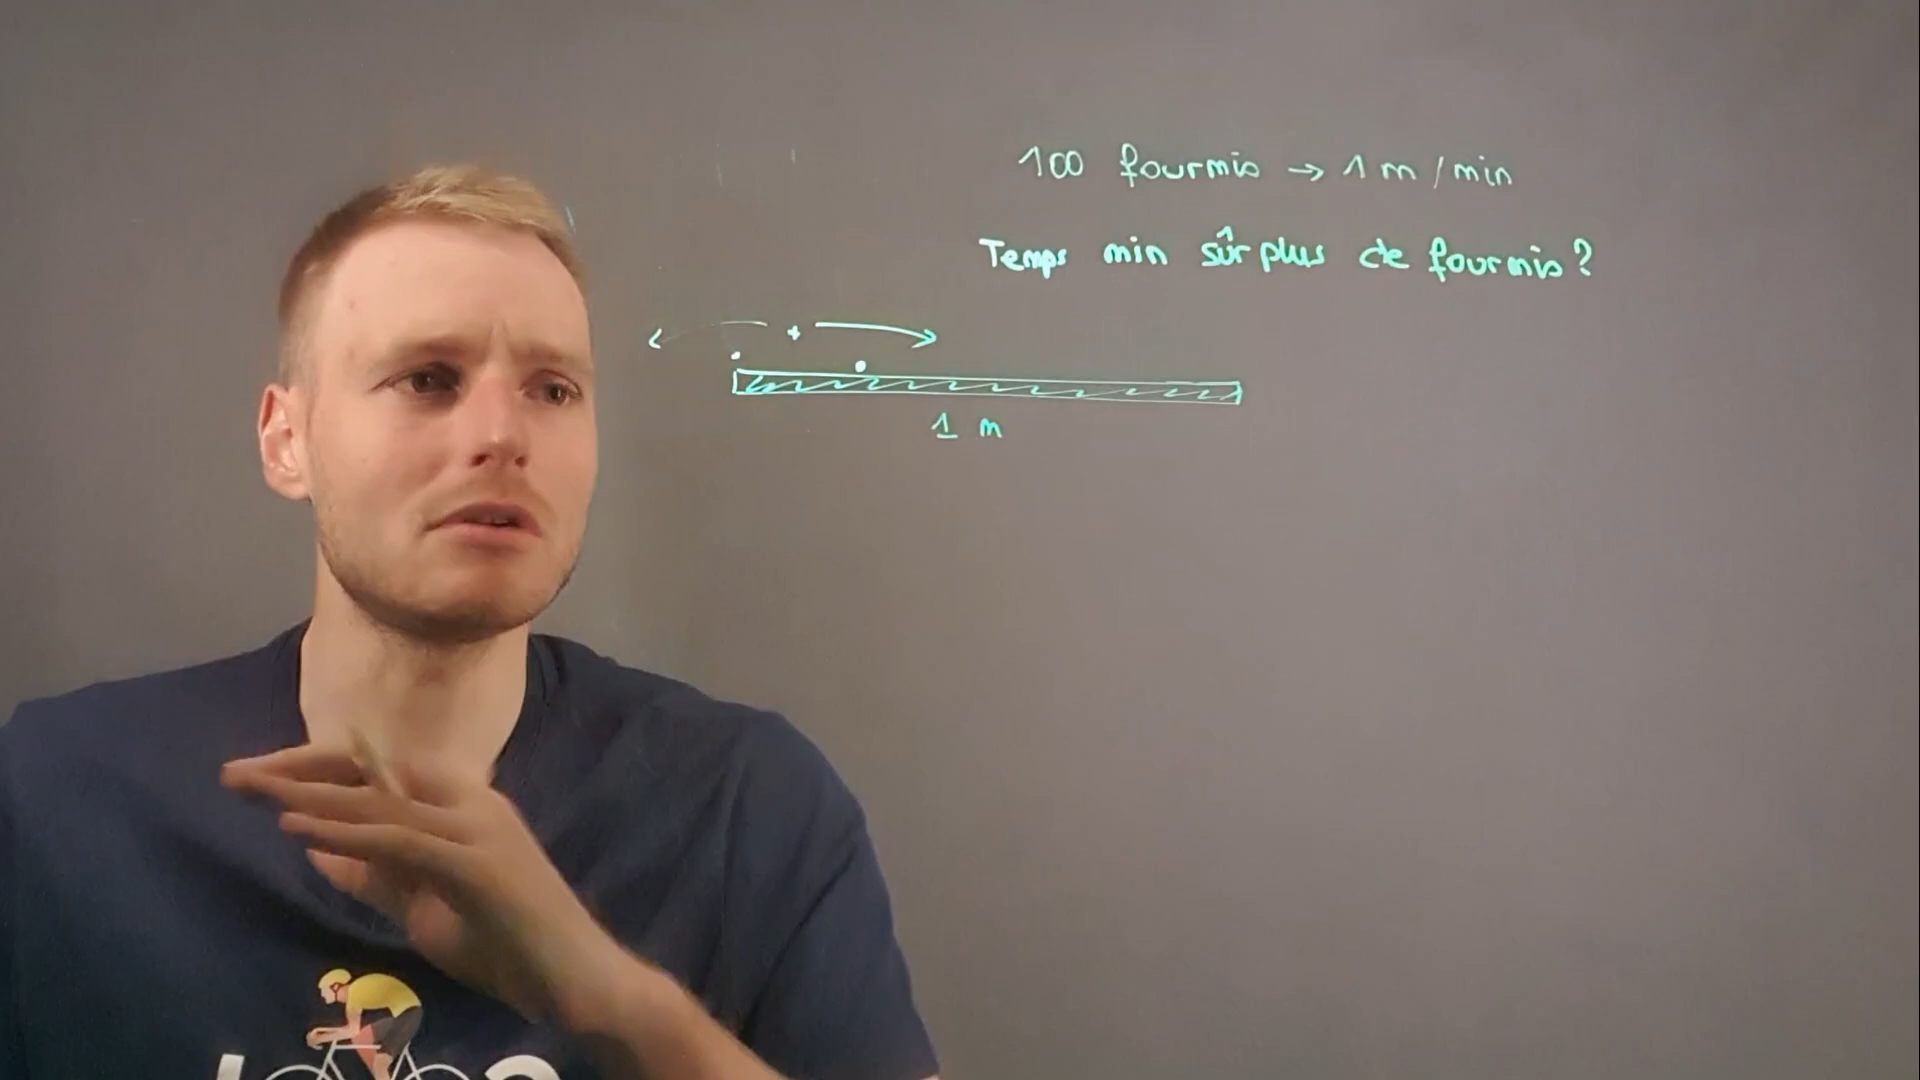 100 fourmis → 1 m / min
Temps min sûr plus de fourmis ?
1 m